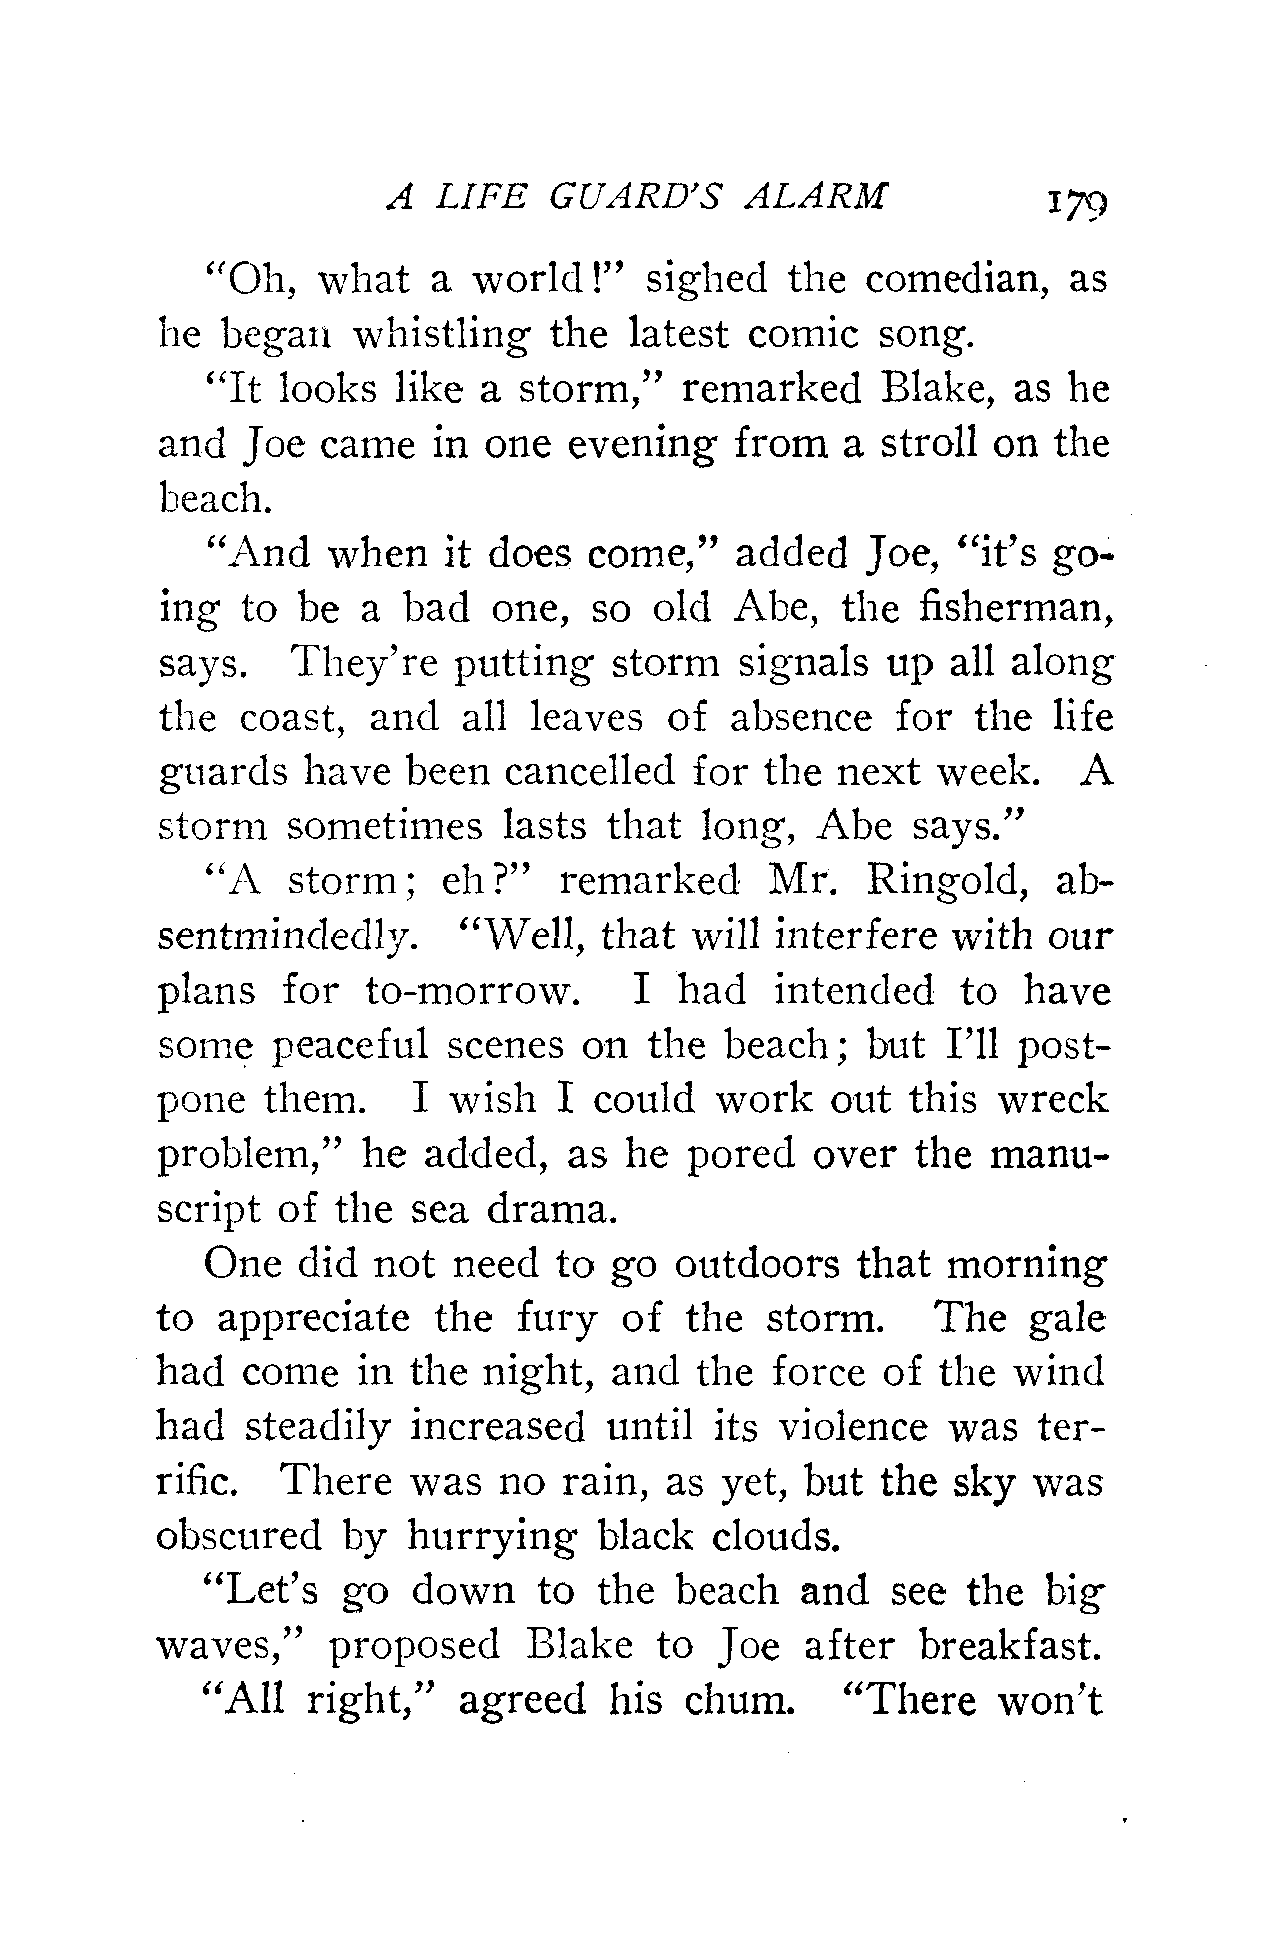 A LIFE GUARD'S ALARM 179
"Oh, what a world!" sighed the comedian, as
he began whistling the latest comic song.
"It looks like a storm," remarked Blake, as he
and Joe came in one evening from a stroll on the
beach.
"And when it does come," added Joe, "it's go-
ing to be a bad one, so old Abe, the fisherman,
says. They're putting storm signals up all along
the coast, and all leaves of absence for the life
guards have been cancelled for the next week. A
storm sometimes lasts that long, Abe says."
"A storm; eh?" remarked Mr. Ringold, ab-
sentmindedly. "Well, that will interfere with our
plans for to-morrow. I had intended to have
some peaceful scenes on the beach; but I'll post-
pone them. I wish I could work out this wreck
problem," he added, as he pored over the manu-
script of the sea drama.
One did not need to go outdoors that morning
to appreciate the fury of the storm. The gale
had come in the night, and the force of the wind
had steadily increased until its violence was ter-
rific. There was no rain, as yet, but the sky was
obscured by hurrying black clouds.
"Let's go down to the beach and see the big
waves," proposed Blake to Joe after breakfast.
"All right," agreed his chum. "There won't